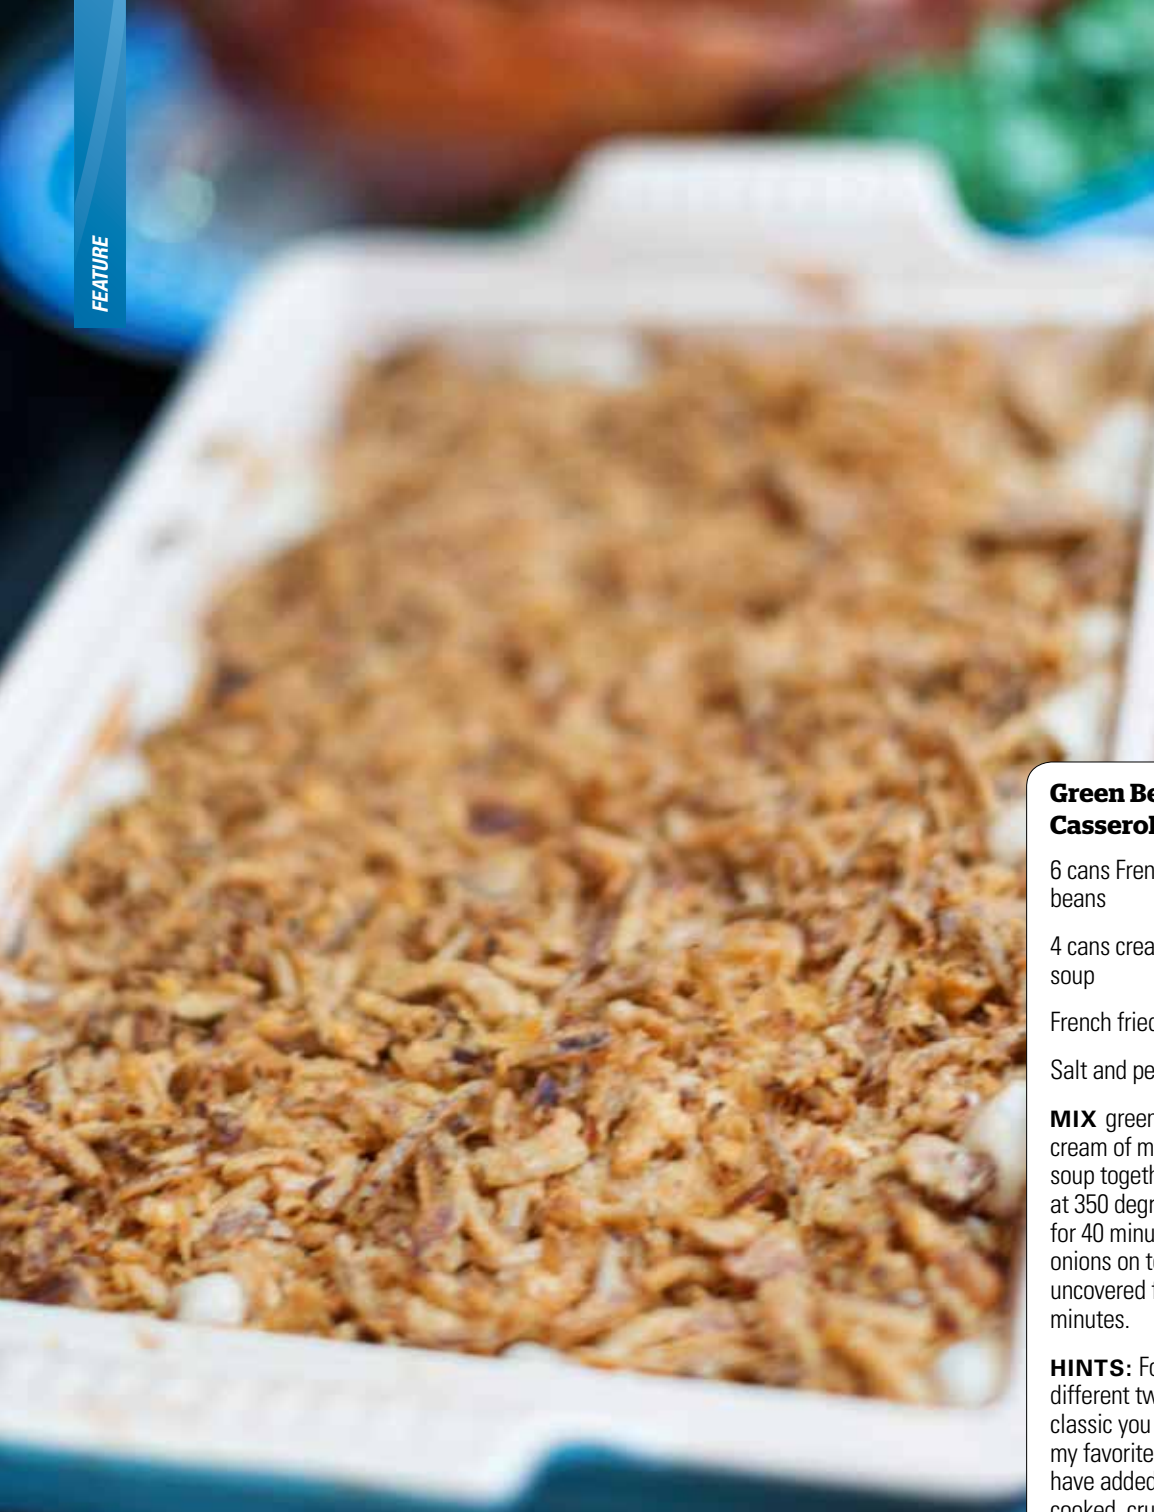 FEATURE
Green Be
Casserol
6 cans Fren
beans
4 cans crea
soup
French fried
Salt and pe
MIX green
cream of m
soup togeth
at 350 degr
for 40 minu
onions on t
uncovered f
minutes.
HINTS: Fo
different tw
classic you
my favorite
have added
cooked, cru